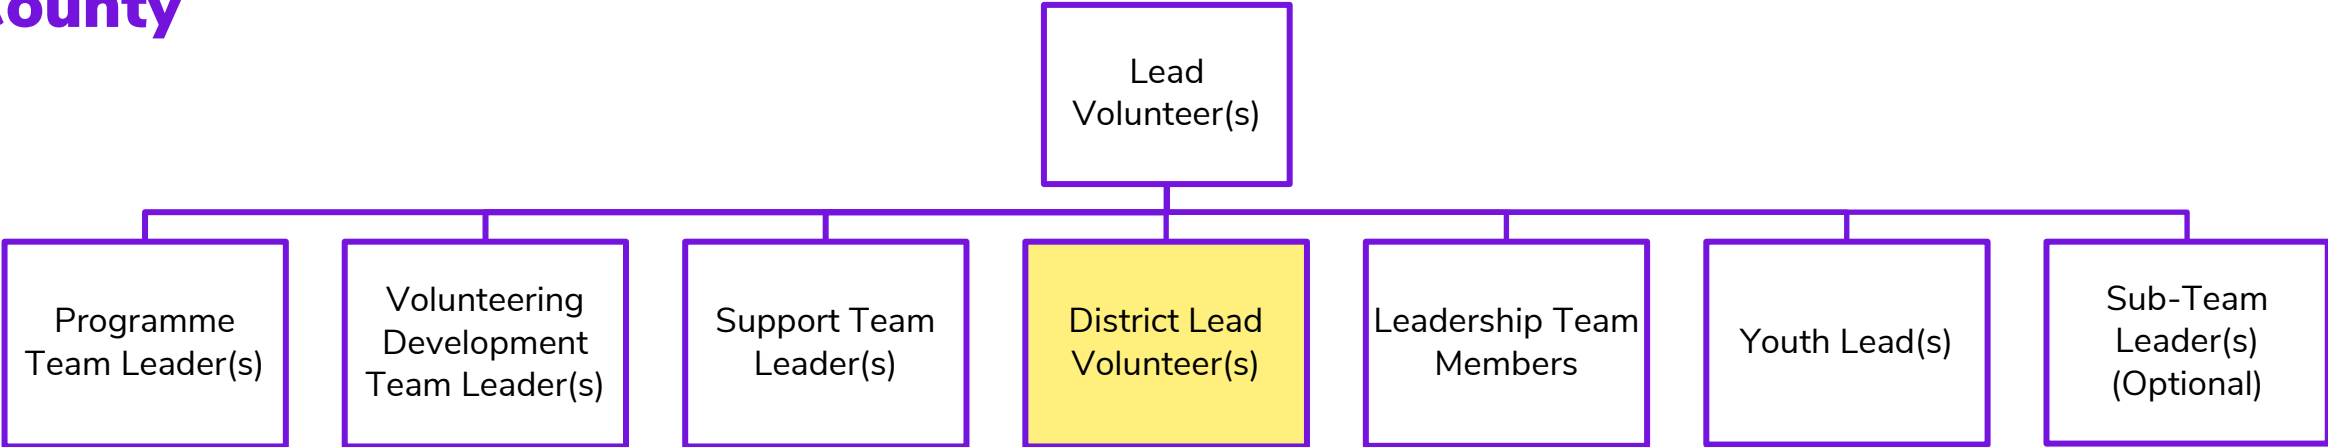 County
Lead
Volunteer(s)
Programme
Team Leader(s)
Volunteering
Development
Team Leader(s)
Support Team
Leader(s)
District Lead
Volunteer(s)
Leadership Team
Members
Youth Lead(s)
Sub-Team
Leader(s)
(Optional)